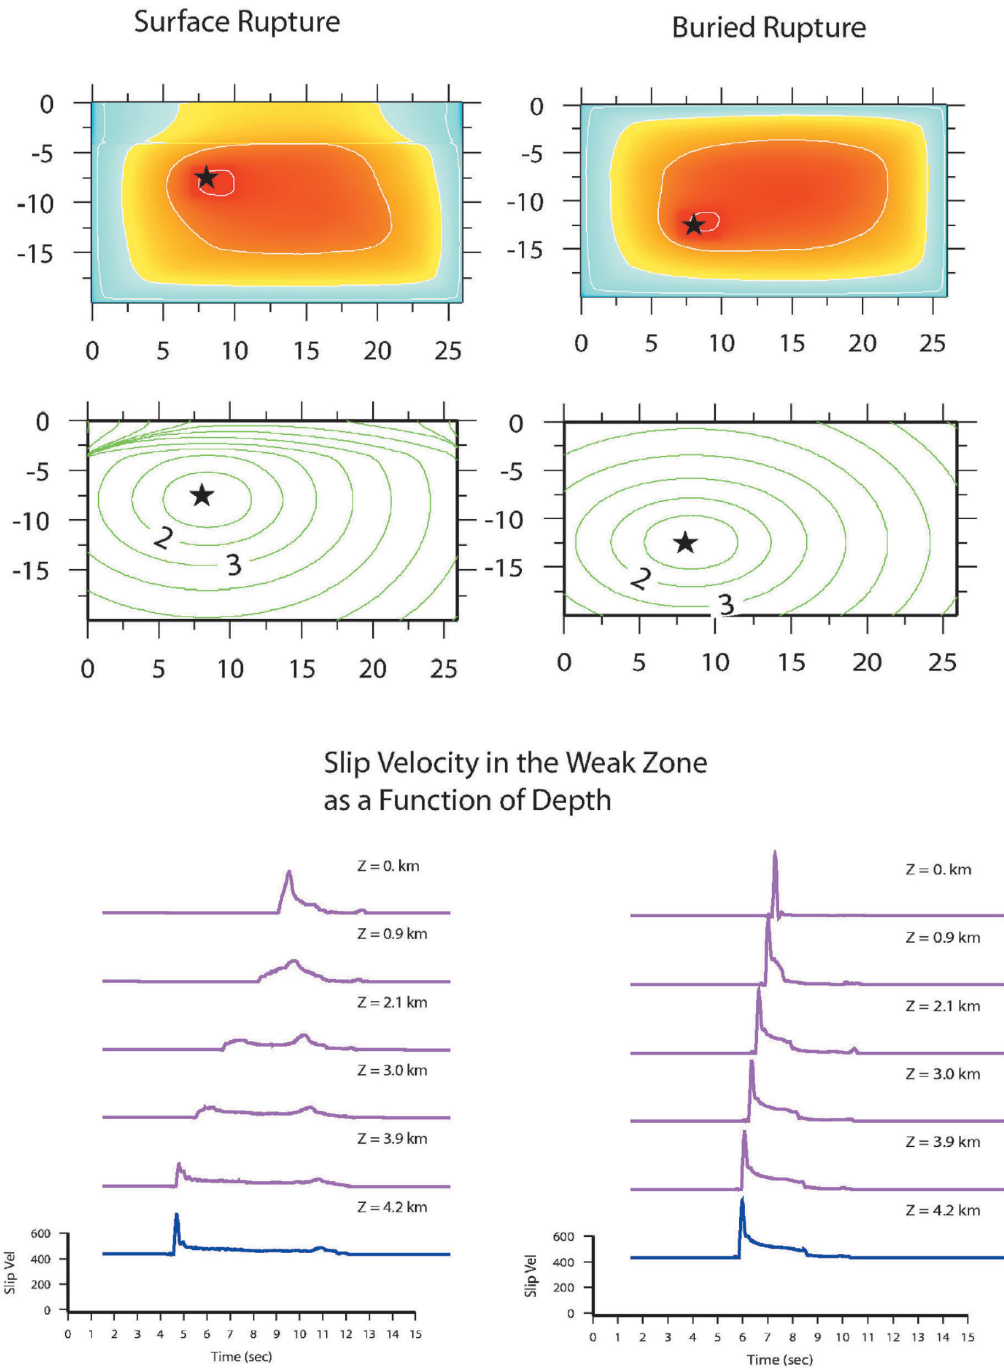 Surface Rupture
Buried Rupture
0
-5
-10
-15
0 5 10 15 20 25
0
-5
-10
-15
0 5 10 15 20 25
0
-5
-10
-15
2
3
0 5 10 15 20 25
0
-5
-10
-15
2
3
0 5 10 15 20 25
Slip Velocity in the Weak Zone
as a Function of Depth
Z = 0. km
Z = 0.9 km
Z = 2.1 km
Z = 3.0 km
Z = 3.9 km
Z = 4.2 km
600
400
200
0
Slip Vel
0 1 2 3 4 5 6 7 8 9 10 11 12 13 14 15
Time (sec)
Z = 0. km
Z = 0.9 km
Z = 2.1 km
Z = 3.0 km
Z = 3.9 km
Z = 4.2 km
600
400
200
0
Slip Vel
0 1 2 3 4 5 6 7 8 9 10 11 12 13 14 15
Time (sec)